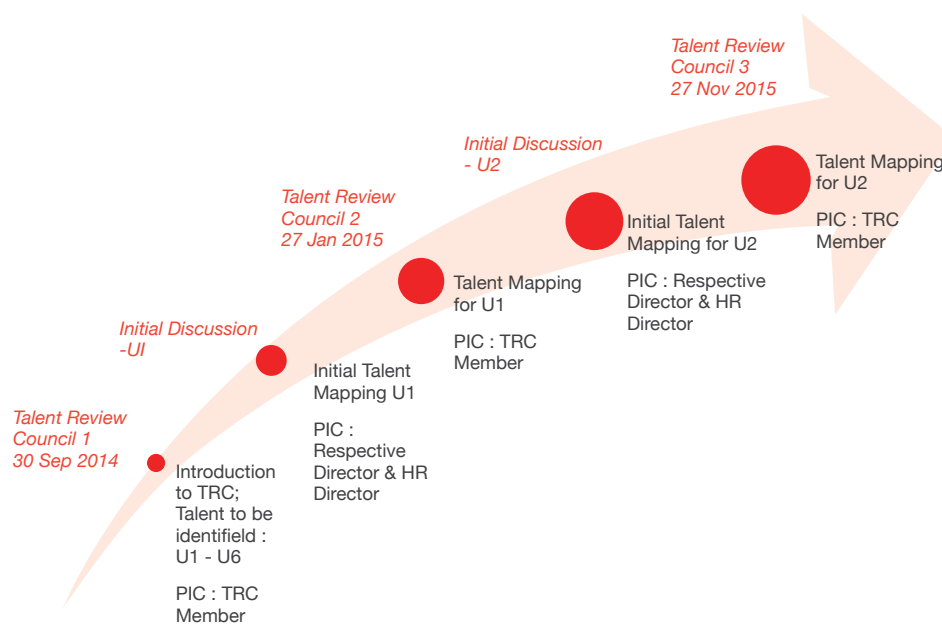 Talent Review
Council 1
30 Sep 2014
Introduction
to TRC;
Talent to be
identifield :
U1 - U6
PIC : TRC
Member
Initial Discussion
-UI
Initial Talent
Mapping U1
PIC :
Respective
Director & HR
Director
Talent Review
Council 2
27 Jan 2015
Talent Mapping
for U1
PIC : TRC
Member
Initial Discussion
- U2
Initial Talent
Mapping for U2
PIC : Respective
Director & HR
Director
Talent Review
Council 3
27 Nov 2015
Talent Mapping
for U2
PIC : TRC
Member